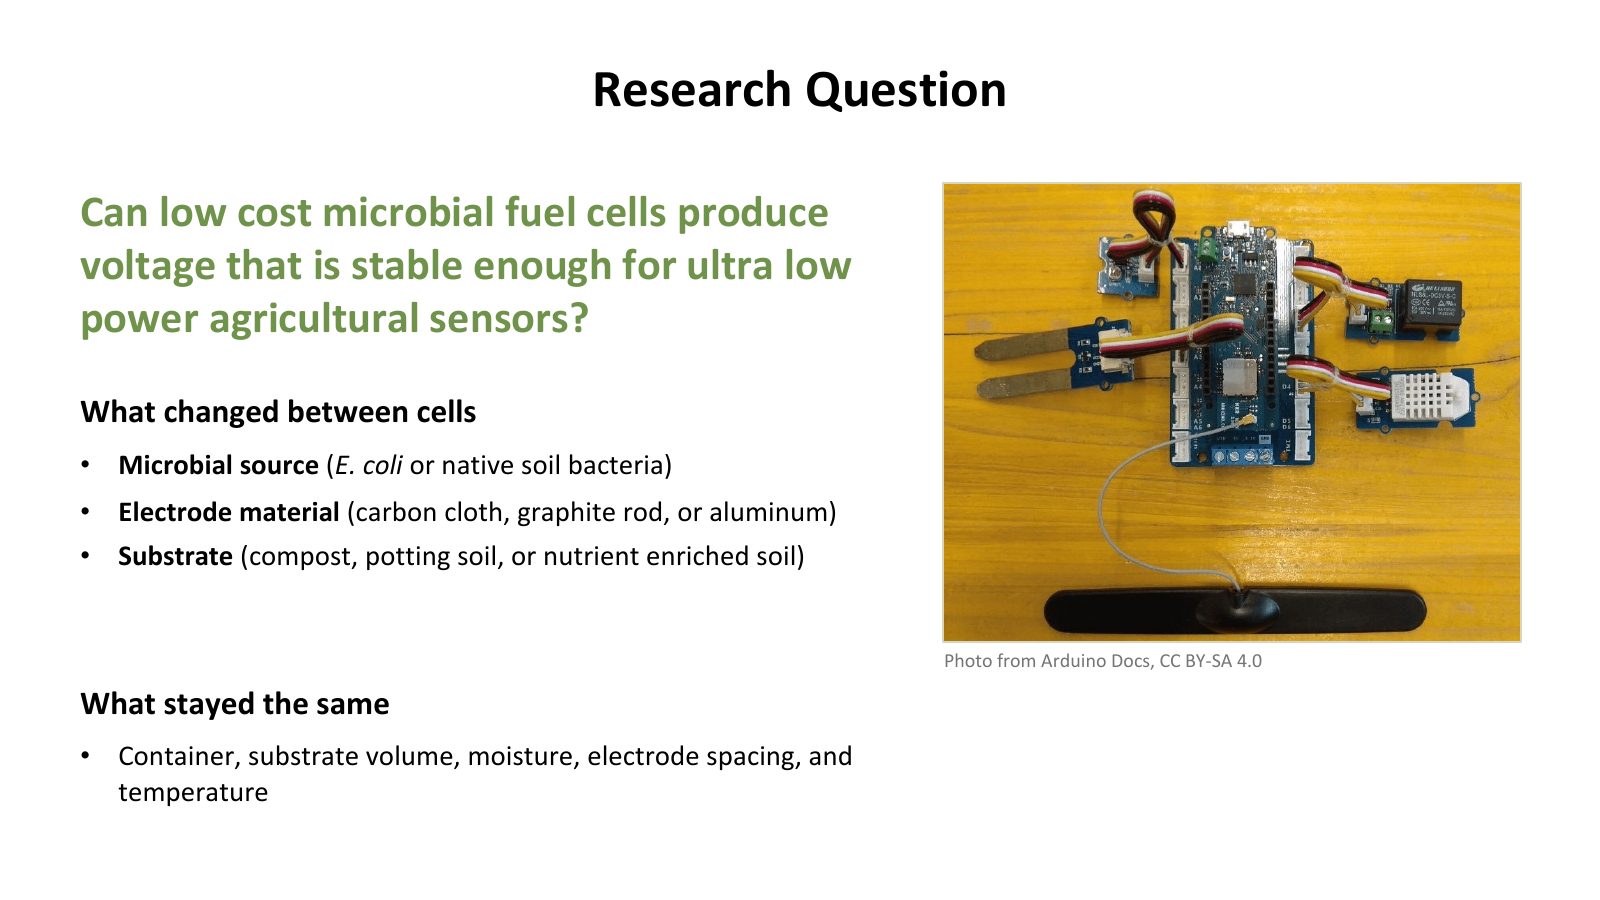 Research Question
Can low cost microbial fuel cells produce
voltage that is stable enough for ultra low
power agricultural sensors?
What changed between cells
• Microbial source (E. coli or native soil bacteria)
• Electrode material (carbon cloth, graphite rod, or aluminum)
• Substrate (compost, potting soil, or nutrient enriched soil)
What stayed the same
• Container, substrate volume, moisture, electrode spacing, and
temperature
Photo from Arduino Docs, CC BY-SA 4.0